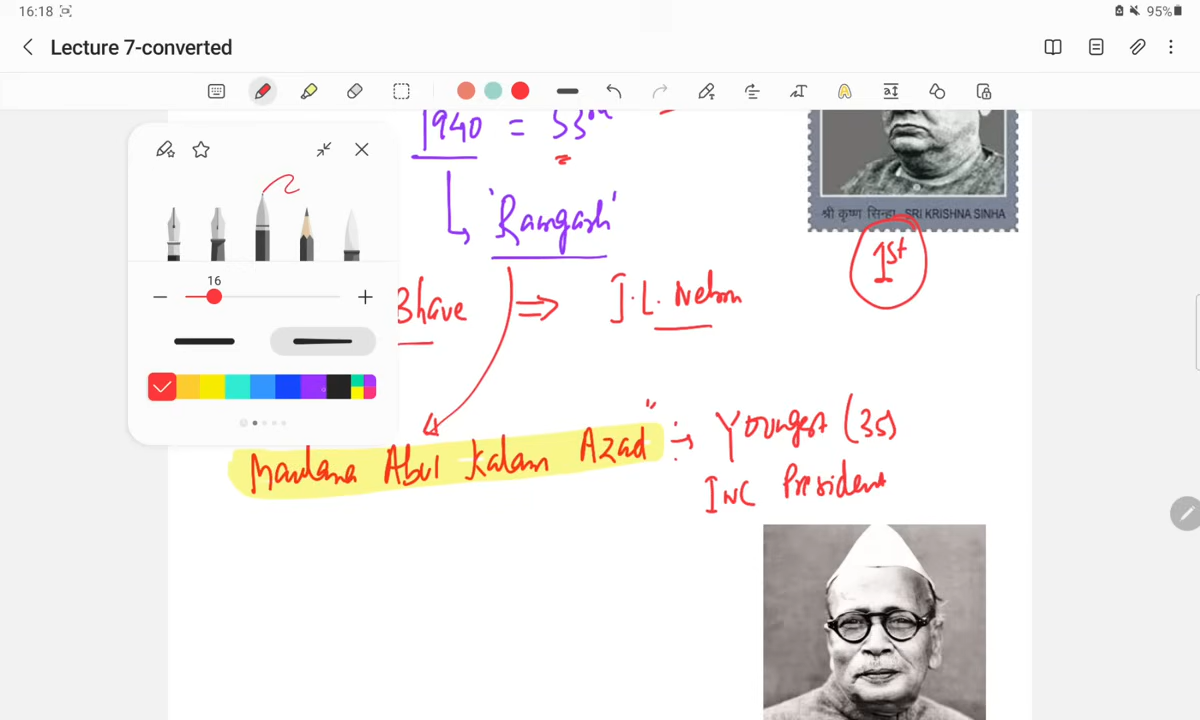 16:18
95%
Lecture 7-converted
1940 = 53rd
श्री कृष्ण सिन्हा SRI KRISHNA SINHA
'Ramgarh'
1st
16
Bhave ⇒ J.L. Nehru
Maulana Abul Kalam Azad" → Youngest (35)
INC President